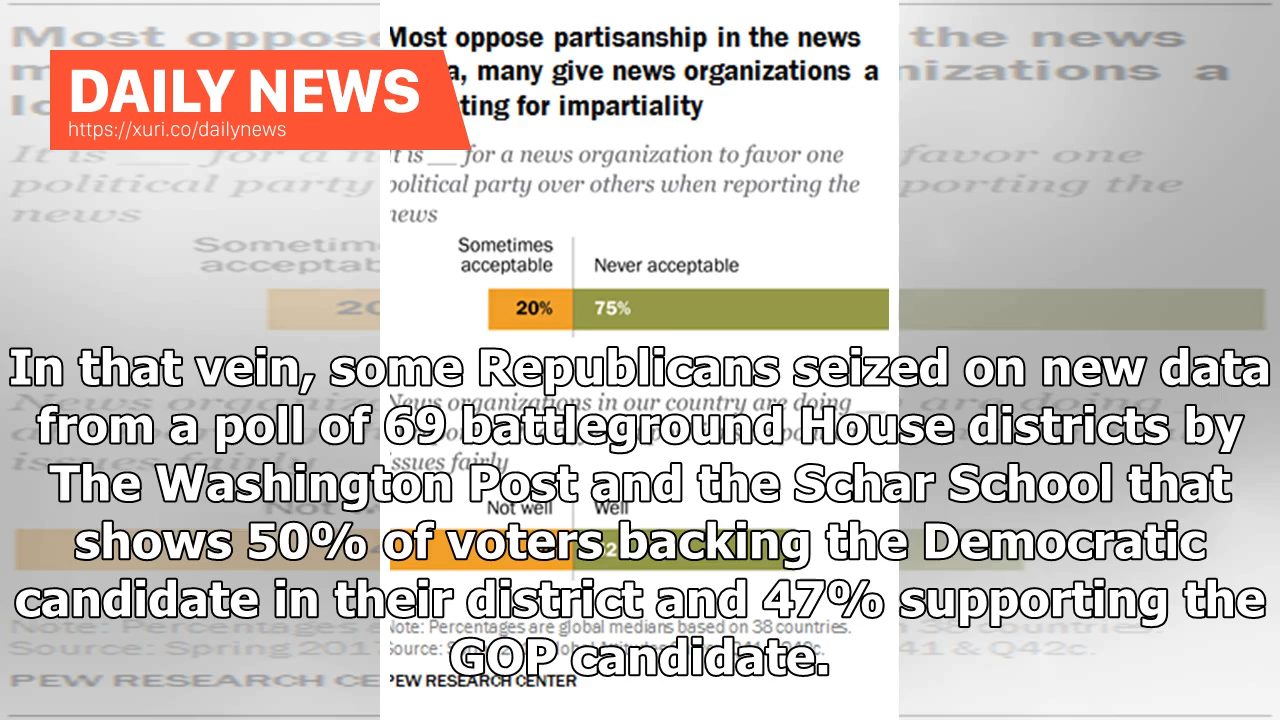 Most oppose partisanship in the news
many give news organizations a
for impartiality
DAILY NEWS
https://xuri.co/dailynews
It is __ for a news organization to favor one
political party over others when reporting the
news
Sometimes
acceptable
Never acceptable
20%
75%
In that vein, some Republicans seized on new data
from a poll of 69 battleground House districts by
The Washington Post and the Schar School that
shows 50% of voters backing the Democratic
candidate in their district and 47% supporting the
GOP candidate.
News organizations in our country are doing __
issues fairly
Not well
Well
Note: Percentages are global medians based on 38 countries.
PEW RESEARCH CENTER